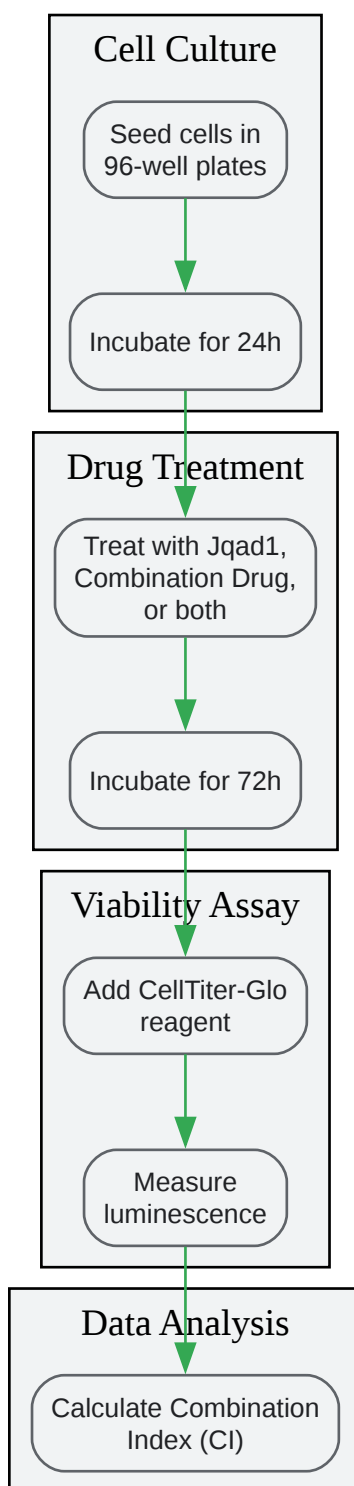 Cell Culture
Seed cells in
96-well plates
Incubate for 24h
Drug Treatment
Treat with Jqad1,
Combination Drug,
or both
Incubate for 72h
Viability Assay
Add CellTiter-Glo
reagent
Measure
luminescence
Data Analysis
Calculate Combination
Index (CI)